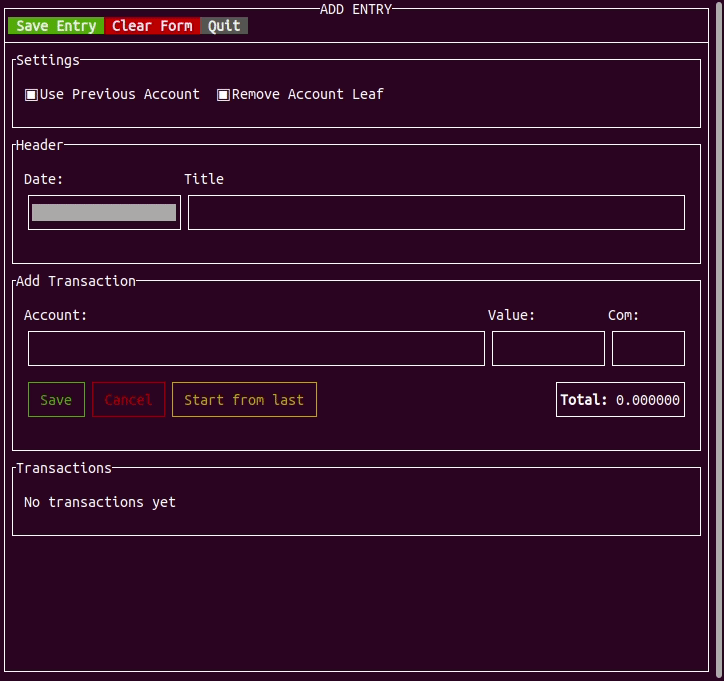 ADD ENTRY
Save Entry Clear Form Quit
Settings
Use Previous Account Remove Account Leaf
Header
Date: Title
Add Transaction
Account: Value: Com:
Save Cancel Start from last Total: 0.000000
Transactions
No transactions yet